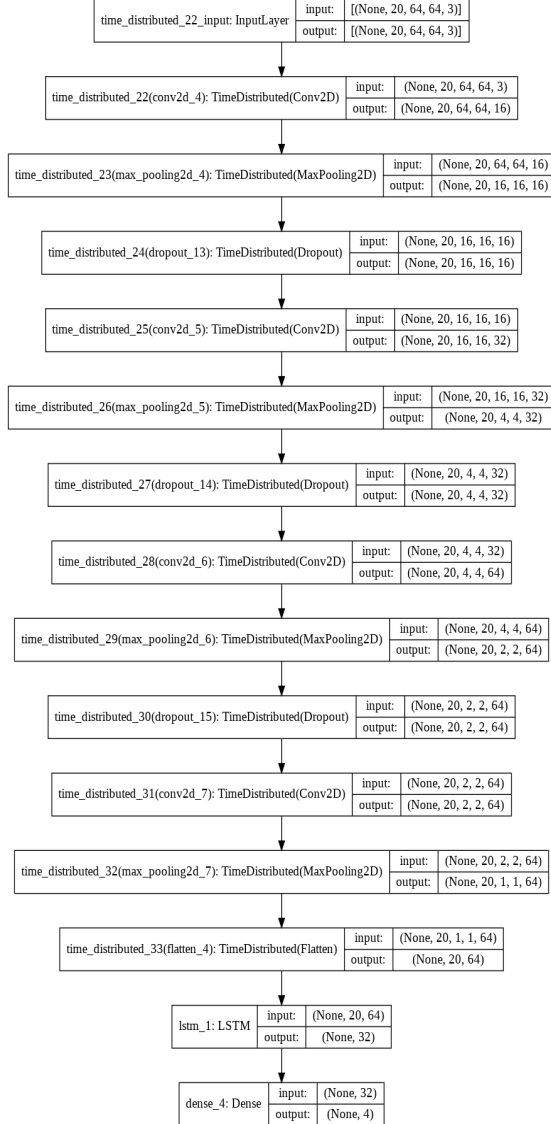 time_distributed_22_input: InputLayer
input: [(None, 20, 64, 64, 3)]
output: [(None, 20, 64, 64, 3)]
time_distributed_22(conv2d_4): TimeDistributed(Conv2D)
input: (None, 20, 64, 64, 3)
output: (None, 20, 64, 64, 16)
time_distributed_23(max_pooling2d_4): TimeDistributed(MaxPooling2D)
input: (None, 20, 64, 64, 16)
output: (None, 20, 16, 16, 16)
time_distributed_24(dropout_13): TimeDistributed(Dropout)
input: (None, 20, 16, 16, 16)
output: (None, 20, 16, 16, 16)
time_distributed_25(conv2d_5): TimeDistributed(Conv2D)
input: (None, 20, 16, 16, 16)
output: (None, 20, 16, 16, 32)
time_distributed_26(max_pooling2d_5): TimeDistributed(MaxPooling2D)
input: (None, 20, 16, 16, 32)
output: (None, 20, 4, 4, 32)
time_distributed_27(dropout_14): TimeDistributed(Dropout)
input: (None, 20, 4, 4, 32)
output: (None, 20, 4, 4, 32)
time_distributed_28(conv2d_6): TimeDistributed(Conv2D)
input: (None, 20, 4, 4, 32)
output: (None, 20, 4, 4, 64)
time_distributed_29(max_pooling2d_6): TimeDistributed(MaxPooling2D)
input: (None, 20, 4, 4, 64)
output: (None, 20, 2, 2, 64)
time_distributed_30(dropout_15): TimeDistributed(Dropout)
input: (None, 20, 2, 2, 64)
output: (None, 20, 2, 2, 64)
time_distributed_31(conv2d_7): TimeDistributed(Conv2D)
input: (None, 20, 2, 2, 64)
output: (None, 20, 2, 2, 64)
time_distributed_32(max_pooling2d_7): TimeDistributed(MaxPooling2D)
input: (None, 20, 2, 2, 64)
output: (None, 20, 1, 1, 64)
time_distributed_33(flatten_4): TimeDistributed(Flatten)
input: (None, 20, 1, 1, 64)
output: (None, 20, 64)
lstm_1: LSTM
input: (None, 20, 64)
output: (None, 32)
dense_4: Dense
input: (None, 32)
output: (None, 4)